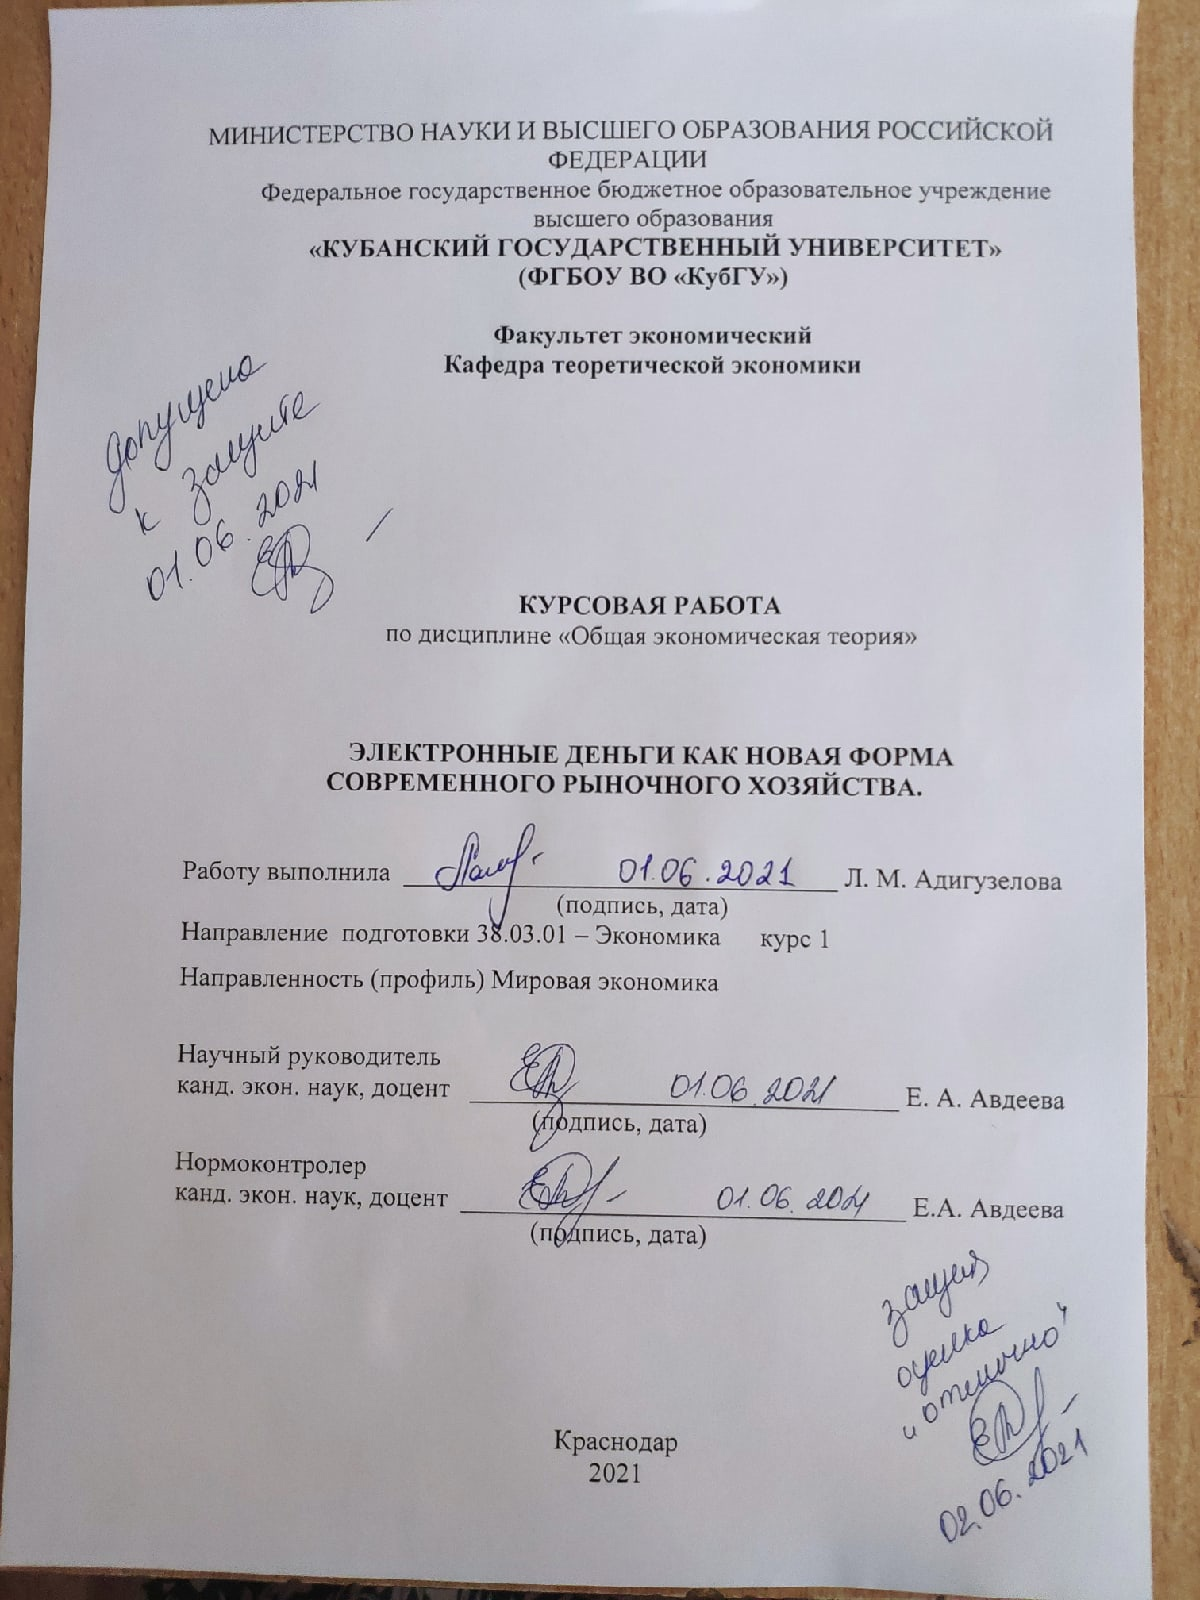 МИНИСТЕРСТВО НАУКИ И ВЫСШЕГО ОБРАЗОВАНИЯ РОССИЙСКОЙ
ФЕДЕРАЦИИ
Федеральное государственное бюджетное образовательное учреждение
высшего образования
«КУБАНСКИЙ ГОСУДАРСТВЕННЫЙ УНИВЕРСИТЕТ»
(ФГБОУ ВО «КубГУ»)
Факультет экономический
Кафедра теоретической экономики
Допущена
к защите
01.06.2021
КУРСОВАЯ РАБОТА
по дисциплине «Общая экономическая теория»
ЭЛЕКТРОННЫЕ ДЕНЬГИ КАК НОВАЯ ФОРМА
СОВРЕМЕННОГО РЫНОЧНОГО ХОЗЯЙСТВА.
Работу выполнила 01.06.2021 Л. М. Адигузелова
(подпись, дата)
Направление подготовки 38.03.01 – Экономика курс 1
Направленность (профиль) Мировая экономика
Научный руководитель
канд. экон. наук, доцент 01.06.2021 Е. А. Авдеева
(подпись, дата)
Нормоконтролер
канд. экон. наук, доцент 01.06.2021 Е.А. Авдеева
(подпись, дата)
оценка
"отлично"
02.06.2021
Краснодар
2021